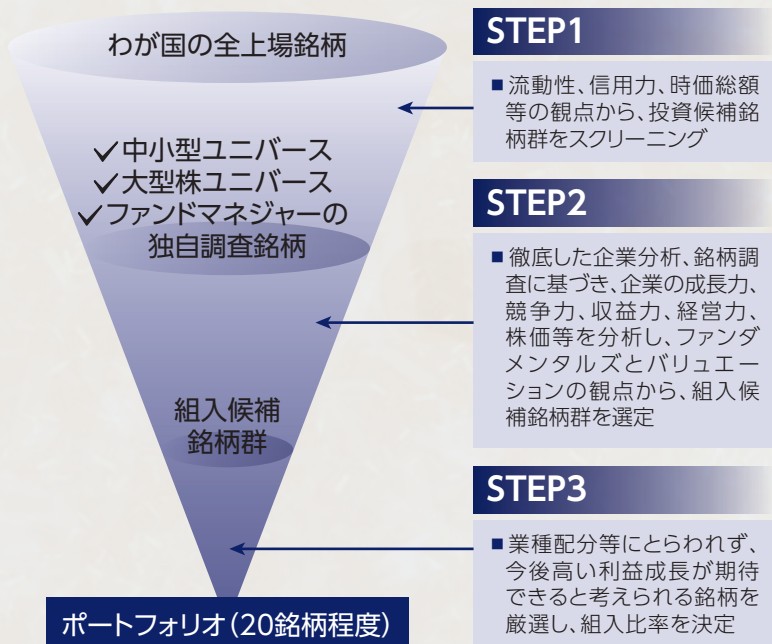 わが国の全上場銘柄
✓中小型ユニバース
✓大型株ユニバース
✓ファンドマネジャーの
独自調査銘柄
組入候補
銘柄群
ポートフォリオ(20銘柄程度)
STEP1
■流動性、信用力、時価総額
等の観点から、投資候補銘
柄群をスクリーニング
STEP2
■徹底した企業分析、銘柄調
査に基づき、企業の成長力、
競争力、収益力、経営力、
株価等を分析し、ファンダ
メンタルズとバリュエー
ションの観点から、組入候
補銘柄群を選定
STEP3
■業種配分等にとらわれず、
今後高い利益成長が期待
できると考えられる銘柄を
厳選し、組入比率を決定